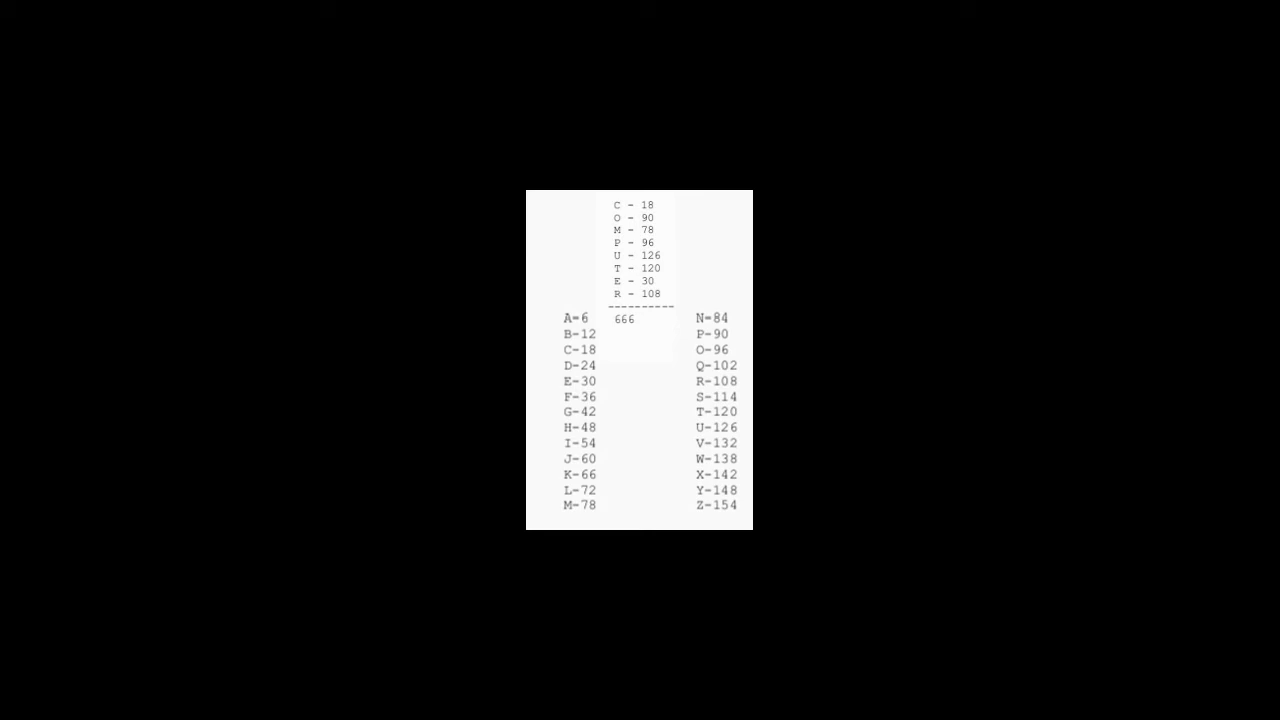 C - 18
O - 90
M - 78
P - 96
U - 126
T - 120
E - 30
R - 108
----------
666
A=6
B-12
C-18
D-24
E-30
F-36
G-42
H-48
I-54
J-60
K-66
L-72
M-78
N=84
P-90
O-96
Q-102
R-108
S-114
T-120
U-126
V-132
W-138
X-142
Y-148
Z-154